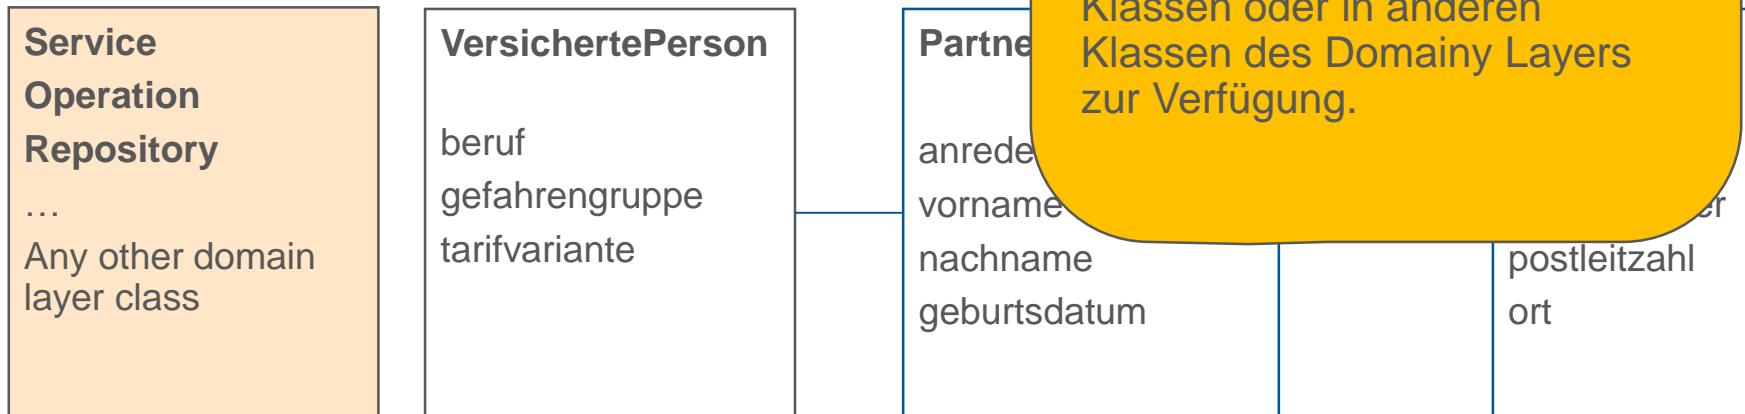 Service
Operation
Repository
…
Any other domain
layer class
VersichertePerson
beruf
gefahrengruppe
tarifvariante
Partne
anrede
vorname
nachname
geburtsdatum
Klassen oder in anderen
Klassen des Domainy Layers
zur Verfügung.
er
postleitzahl
ort